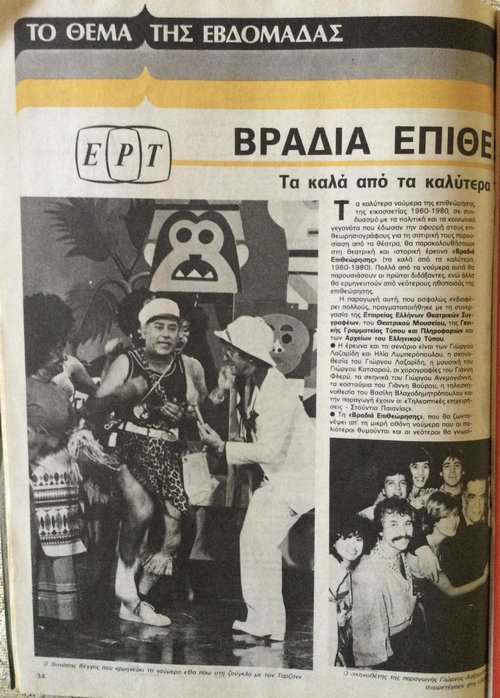 ΤΟ ΘΕΜΑ ΤΗΣ ΕΒΔΟΜΑΔΑΣ
ΕΡΤ
ΒΡΑΔΙΑ ΕΠΙΘΕ
Τα καλά από τα καλύτερα
Τα καλύτερα νούμερα της επιθεώρησης,
της εικοσαετίας 1960-1980, σε συν-
δυασμό με τα πολιτικά και τα κοινωνικά
γεγονότα που έδωσαν την αφορμή στους επι-
θεωρησιογράφους για τη σατιρική τους παρου-
σίαση από τα θέατρα, θα παρακολουθήσουμε
στη θεατρική και ιστορική έρευνα «Βραδιά
Επιθεώρησης» (τα καλά από τα καλύτερα,
1960-1980). Πολλά από τα νούμερα αυτά θα
παρουσιάσουν οι πρώτοι διδάξαντες, ενώ άλλα
θα ερμηνευτούν από νεότερους ηθοποιούς της
επιθεώρησης.
Η παραγωγή αυτή, που ασφαλώς ενδιαφέ-
ρει πολλούς, πραγματοποιήθηκε με τη συνερ-
γασία της Εταιρείας Ελλήνων Θεατρικών Συγ-
γραφέων, του Θεατρικού Μουσείου, της Γενι-
κής Γραμματείας Τύπου και Πληροφοριών και
των Αρχείων του Ελληνικού Τύπου.
● Η έρευνα και το σενάριο είναι των Γιώργου
Λαζαρίδη και Ηλία Λυμπερόπουλου, η σκηνο-
θεσία του Γιώργου Λαζαρίδη, η μουσική του
Γιώργου Κατσαρού, οι χορογραφίες του Γιάννη
Φλερύ, τα σκηνικά του Γιώργου Ανεμογιάννη,
τα κοστούμια του Γιάννη Βούρου, η τηλεσκη-
νοθεσία του Βασίλη Βλαχοδημητρόπουλου και
την παραγωγή έχουν οι «Τηλεοπτικές επιχειρή-
σεις - Στούντιο Παιανίας».
● Τη «Βραδιά Επιθεώρησης», που θα ζωντα-
νέψει απ' τη μικρή οθόνη νούμερα που οι πα-
λιότεροι θυμούνται και οι νεότεροι θα γνωρί-
Ο Θανάσης Βέγγος που ερμηνεύει το νούμερο «Θα πάω στη ζούγκλα με τον Ταρζάν»
Ο σκηνοθέτης της παραγωγής Γιώργος Λαζαρ
συμμετέχουν στη «Β
34